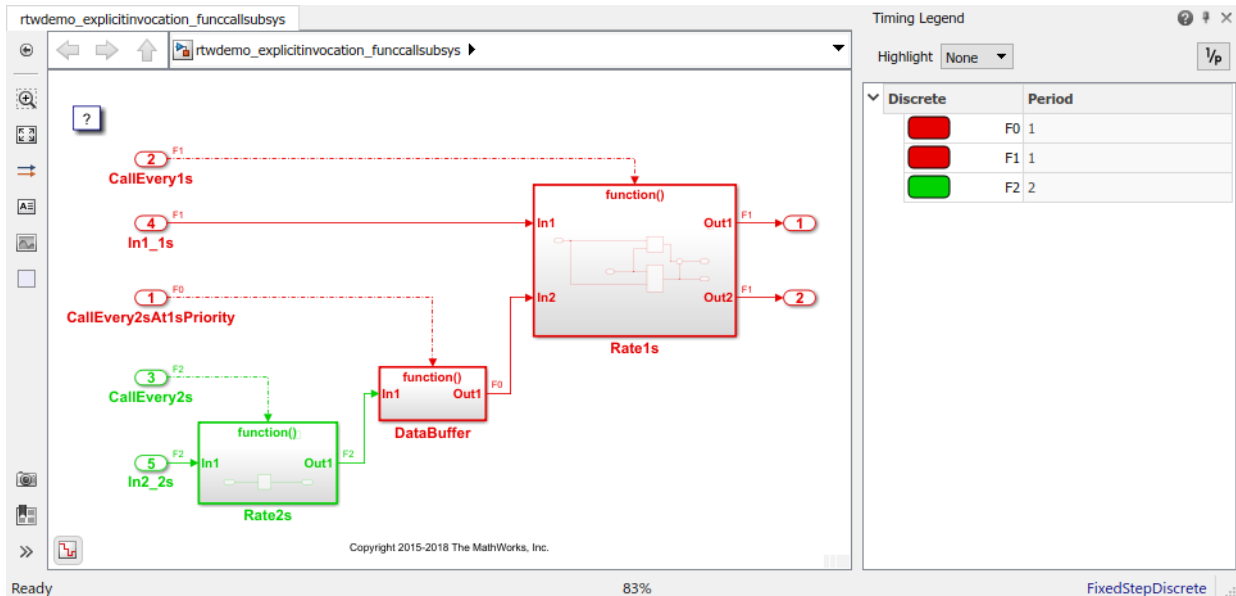 rtwdemo_explicitinvocation_funccallsubsys
Timing Legend
rtwdemo_explicitinvocation_funccallsubsys
Highlight None
1/p
Discrete Period
F0 1
F1 1
F2 2
?
2
F1
CallEvery1s
function()
4
F1
In1_1s
In1
Out1
F1
1
1
F0
CallEvery2sAt1sPriority
In2
Out2
F1
2
Rate1s
3
F2
CallEvery2s
function()
In1
Out1
F0
DataBuffer
function()
5
F2
In2_2s
In1
Out1
F2
Rate2s
Copyright 2015-2018 The MathWorks, Inc.
Ready
83%
FixedStepDiscrete